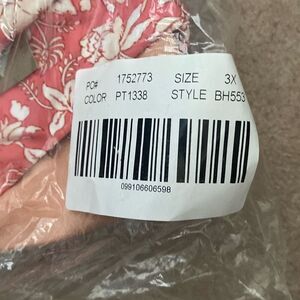 PO# 1752773 SIZE 3X
COLOR PT1338 STYLE BH553
099106606598